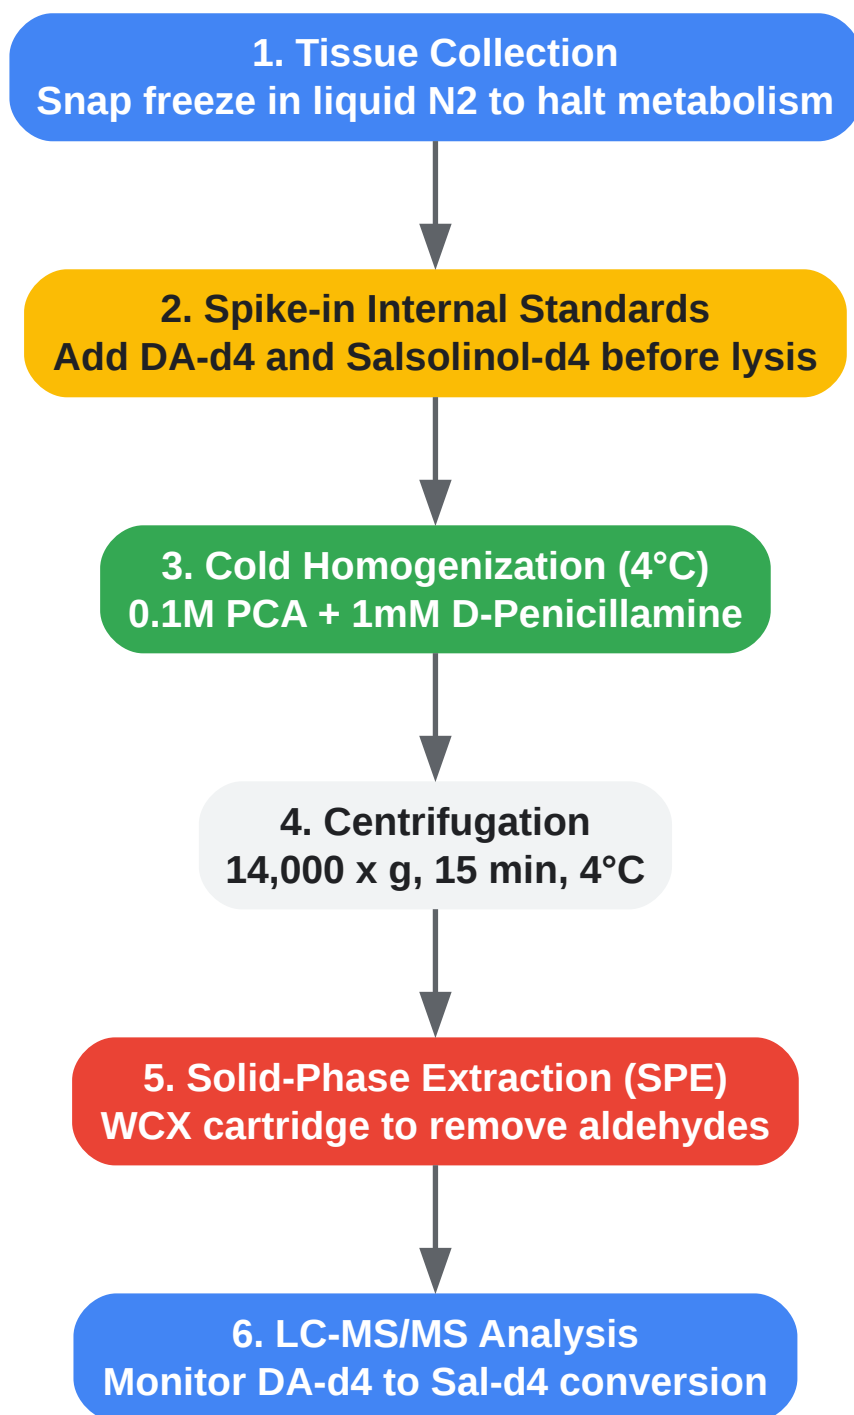 1. Tissue Collection
Snap freeze in liquid N2 to halt metabolism
2. Spike-in Internal Standards
Add DA-d4 and Salsolinol-d4 before lysis
3. Cold Homogenization (4°C)
0.1M PCA + 1mM D-Penicillamine
4. Centrifugation
14,000 x g, 15 min, 4°C
5. Solid-Phase Extraction (SPE)
WCX cartridge to remove aldehydes
6. LC-MS/MS Analysis
Monitor DA-d4 to Sal-d4 conversion